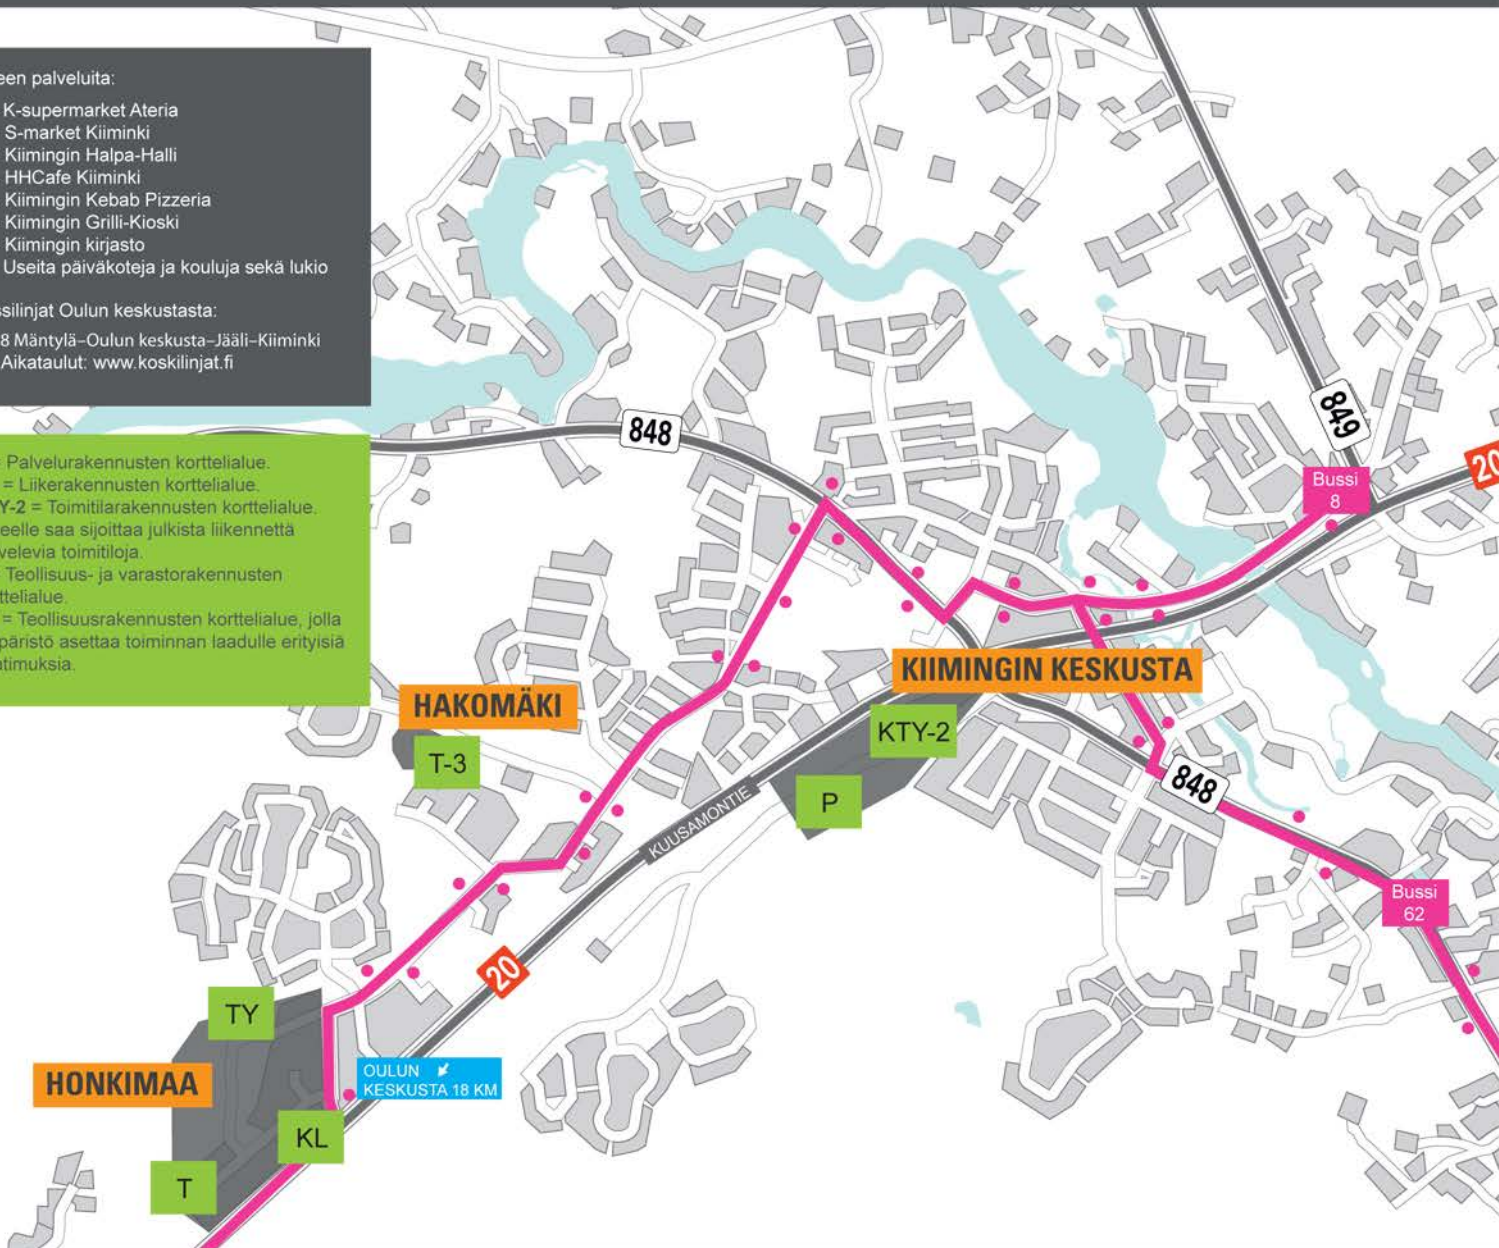 een palveluita:
K-supermarket Ateria
S-market Kiiminki
Kiimingin Halpa-Halli
HHCafe Kiiminki
Kiimingin Kebab Pizzeria
Kiimingin Grilli-Kioski
Kiimingin kirjasto
Useita päiväkoteja ja kouluja sekä lukio
ssilinjat Oulun keskustasta:
8 Mäntylä–Oulun keskusta–Jääli–Kiiminki
Aikataulut: www.koskilinjat.fi
Palvelurakennusten korttelialue.
= Liikerakennusten korttelialue.
Y-2 = Toimitilarakennusten korttelialue.
eelle saa sijoittaa julkista liikennettä
velevia toimitiloja.
Teollisuus- ja varastorakennusten
ttelialue.
= Teollisuusrakennusten korttelialue, jolla
päristö asettaa toiminnan laadulle erityisiä
atimuksia.
848
849
20
Bussi
8
KIIMINGIN KESKUSTA
HAKOMÄKI
T-3
KTY-2
P
KUUSAMONTIE
848
Bussi
62
20
TY
HONKIMAA
OULUN
KESKUSTA 18 KM
KL
T